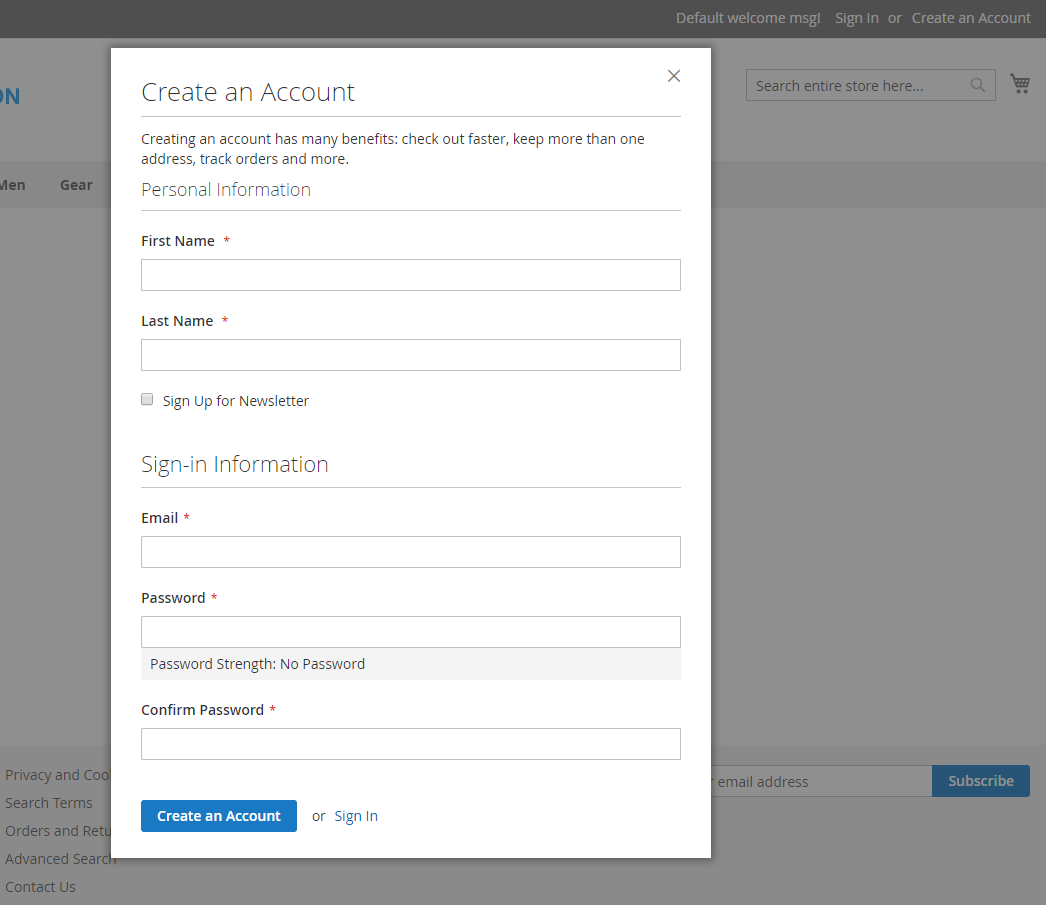 Default welcome msg! Sign In or Create an Account
ON
Search entire store here...
Men Gear
Create an Account
Creating an account has many benefits: check out faster, keep more than one
address, track orders and more.
Personal Information
First Name *
Last Name *
Sign Up for Newsletter
Sign-in Information
Email *
Password *
Password Strength: No Password
Confirm Password *
Create an Account or Sign In
Privacy and Coo
Search Terms
Orders and Retu
Advanced Search
Contact Us
r email address
Subscribe